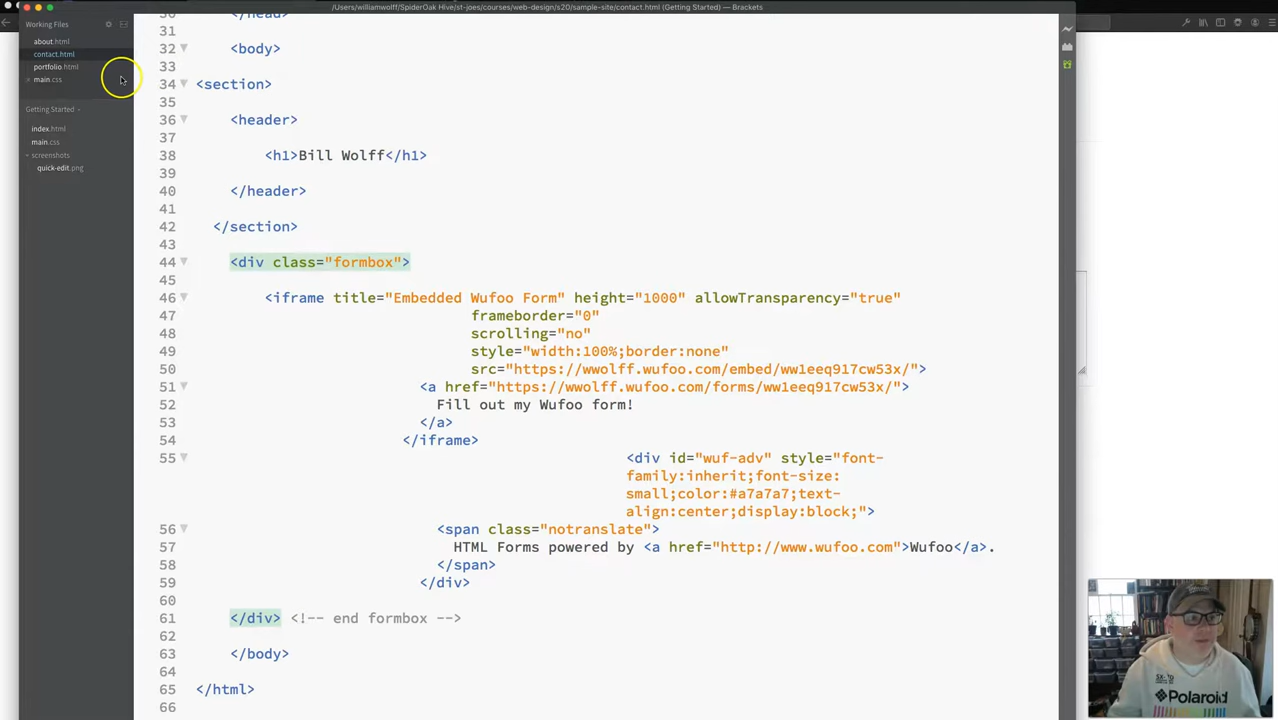 /Users/williamwolff/SpiderOak Hive/st-joes/courses/web-design/s20/sample-site/contact.html (Getting Started) — Brackets
Working Files
about.html
contact.html
portfolio.html
main.css
Getting Started
index.html
main.css
screenshots
quick-edit.png
30 </head>
31
32 <body>
33
34 <section>
35
36 <header>
37
38 <h1>Bill Wolff</h1>
39
40 </header>
41
42 </section>
43
44 <div class="formbox">
45
46 <iframe title="Embedded Wufoo Form" height="1000" allowTransparency="true"
47 frameborder="0"
48 scrolling="no"
49 style="width:100%;border:none"
50 src="https://wwolff.wufoo.com/embed/ww1eeq917cw53x/">
51 <a href="https://wwolff.wufoo.com/forms/ww1eeq917cw53x/">
52 Fill out my Wufoo form!
53 </a>
54 </iframe>
55 <div id="wuf-adv" style="font-
family:inherit;font-size:
small;color:#a7a7a7;text-
align:center;display:block;">
56 <span class="notranslate">
57 HTML Forms powered by <a href="http://www.wufoo.com">Wufoo</a>.
58 </span>
59 </div>
60
61 </div> <!-- end formbox -->
62
63 </body>
64
65 </html>
66
SX-70
Polaroid